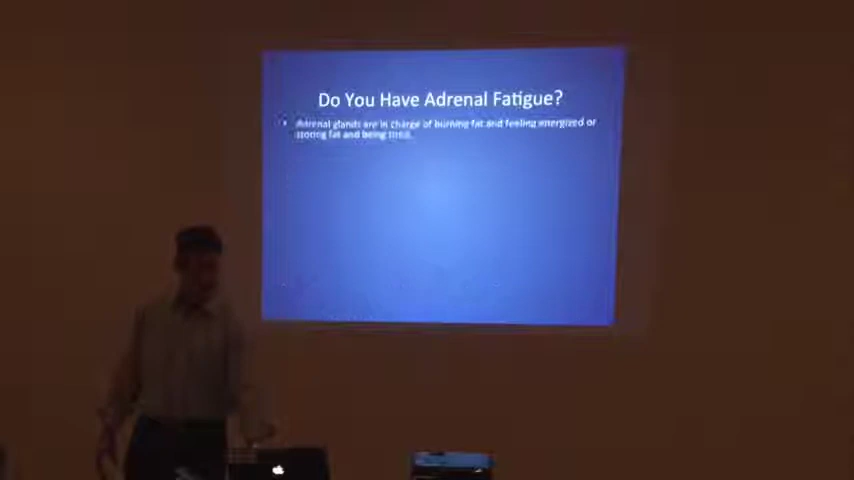 Do You Have Adrenal Fatigue?
• Adrenal glands are in charge of burning fat and feeling energized or
storing fat and being tired.